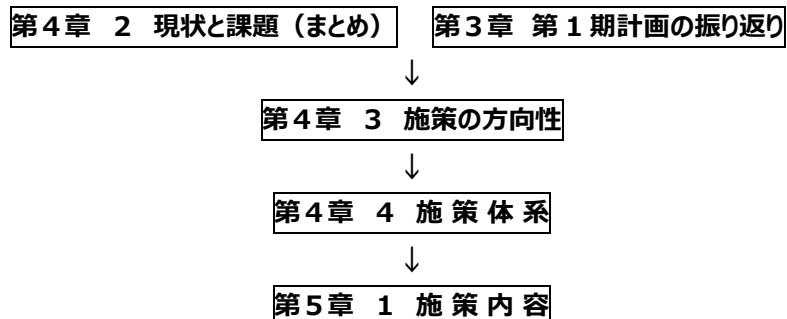 第4章 2 現状と課題（まとめ） 第3章 第1期計画の振り返り
↓
第4章 3 施策の方向性
↓
第4章 4 施 策 体 系
↓
第5章 1 施 策 内 容